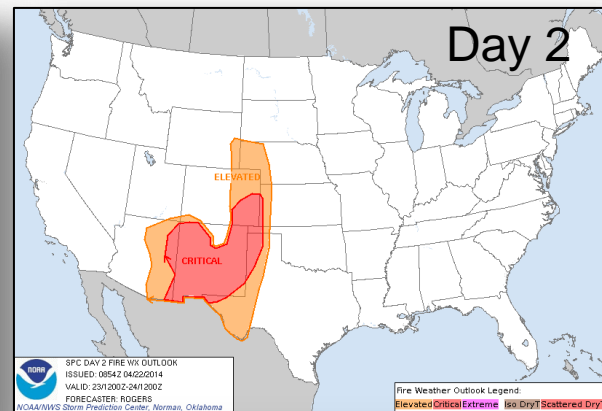 Day 2
ELEVATED
CRITICAL
NOAA
SPC DAY 2 FIRE WX OUTLOOK
ISSUED: 0854Z 04/22/2014
VALID: 23/1200Z-24/1200Z
FORECASTER: ROGERS
NOAA/NWS Storm Prediction Center, Norman, Oklahoma
Fire Weather Outlook Legend:
Elevated Critical Extreme Iso DryT Scattered DryT